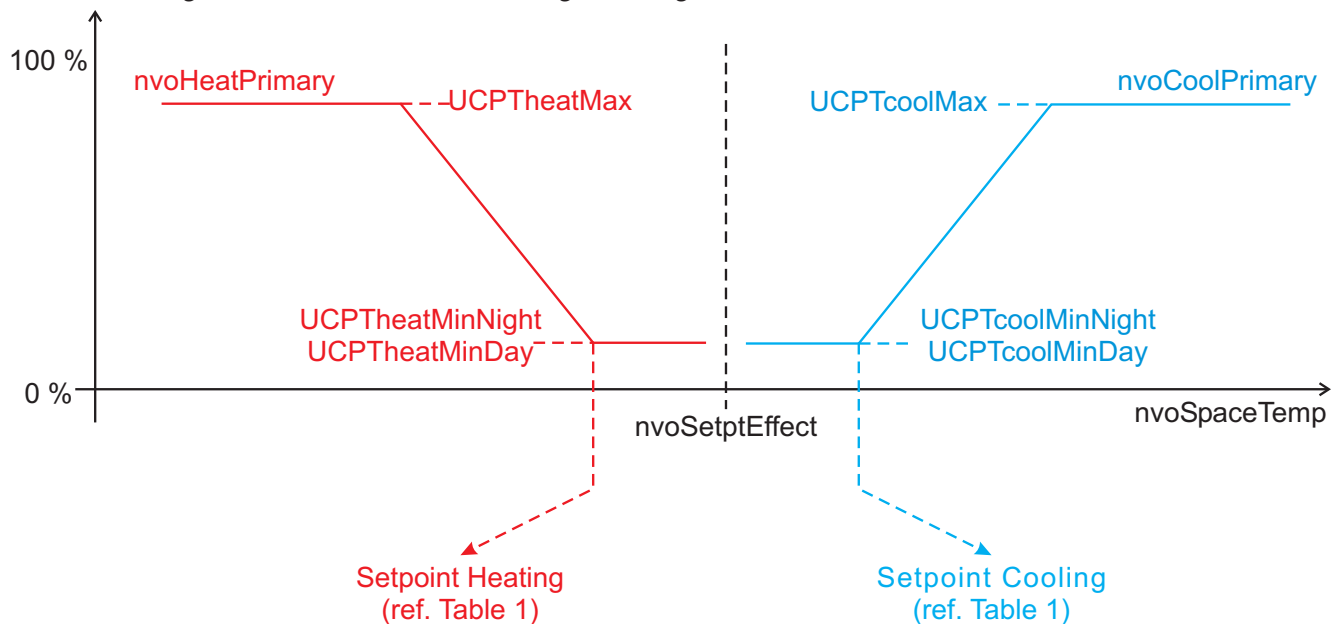 100 %
nvoHeatPrimary
UCPTheatMax
UCPTcoolMax
nvoCoolPrimary
UCPTheatMinNight
UCPTheatMinDay
UCPTcoolMinNight
UCPTcoolMinDay
0 %
nvoSetptEffect
nvoSpaceTemp
Setpoint Heating
(ref. Table 1)
Setpoint Cooling
(ref. Table 1)